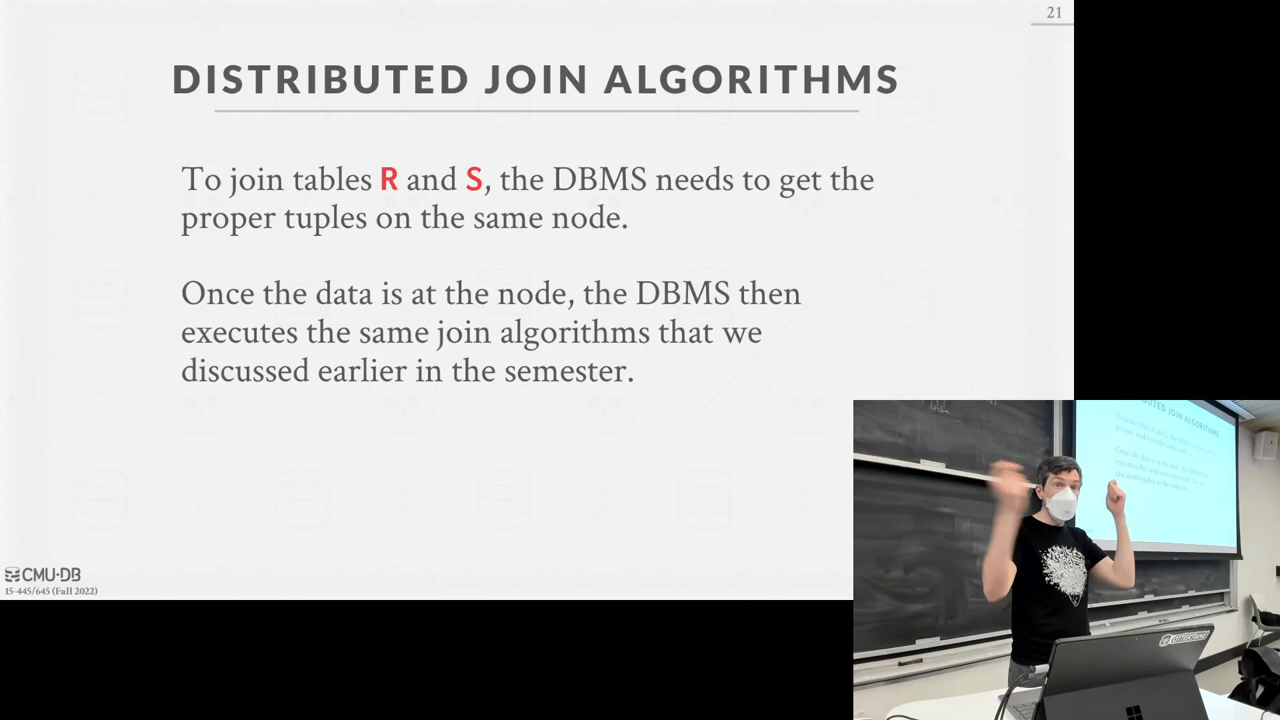 21
DISTRIBUTED JOIN ALGORITHMS
To join tables R and S, the DBMS needs to get the
proper tuples on the same node.
Once the data is at the node, the DBMS then
executes the same join algorithms that we
discussed earlier in the semester.
CMU·DB
15-445/645 (Fall 2022)
JOIN ALGORITHMS